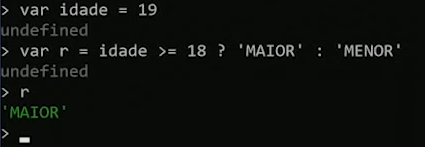 > var idade = 19
undefined
> var r = idade >= 18 ? 'MAIOR' : 'MENOR'
undefined
> r
'MAIOR'
>